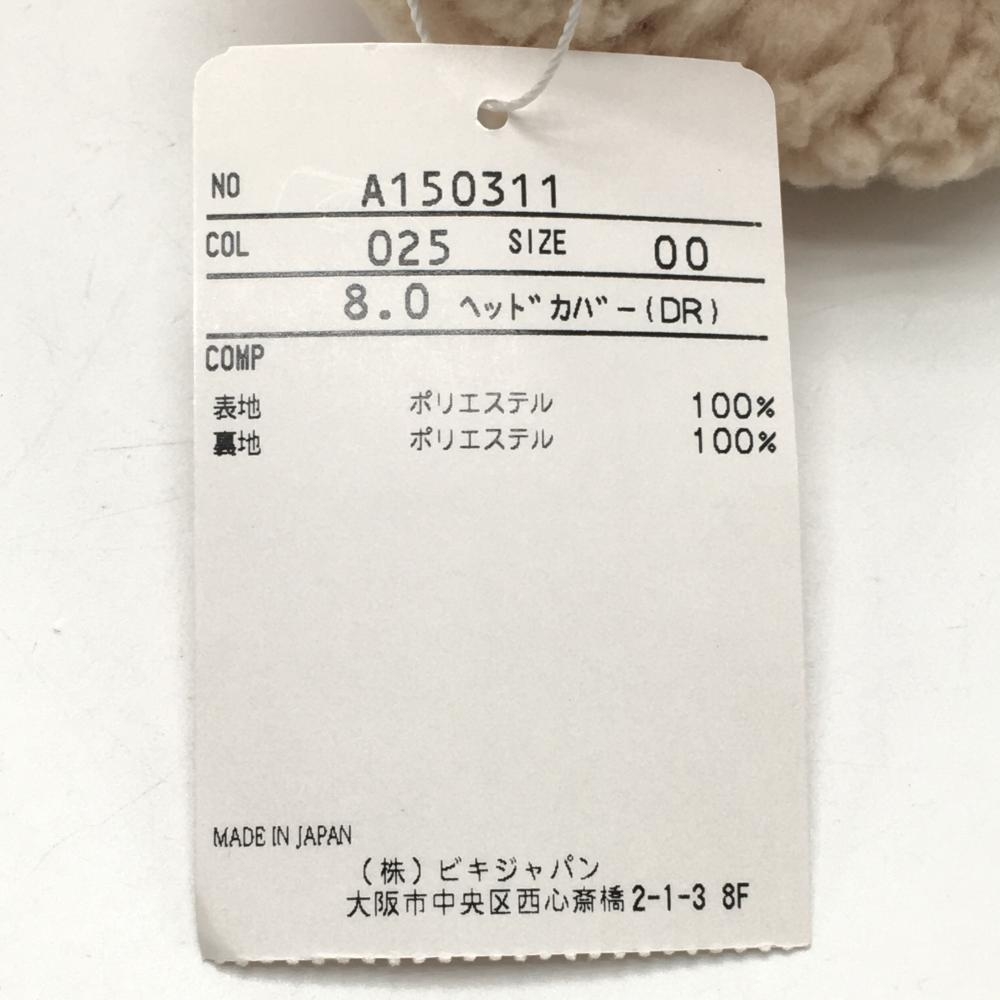 NO A150311
COL 025 SIZE 00
8.0 ヘッドカバー(DR)
COMP
表地 ポリエステル 100%
裏地 ポリエステル 100%
MADE IN JAPAN
(株)ビキジャパン
大阪市中央区西心斎橋2-1-3 8F